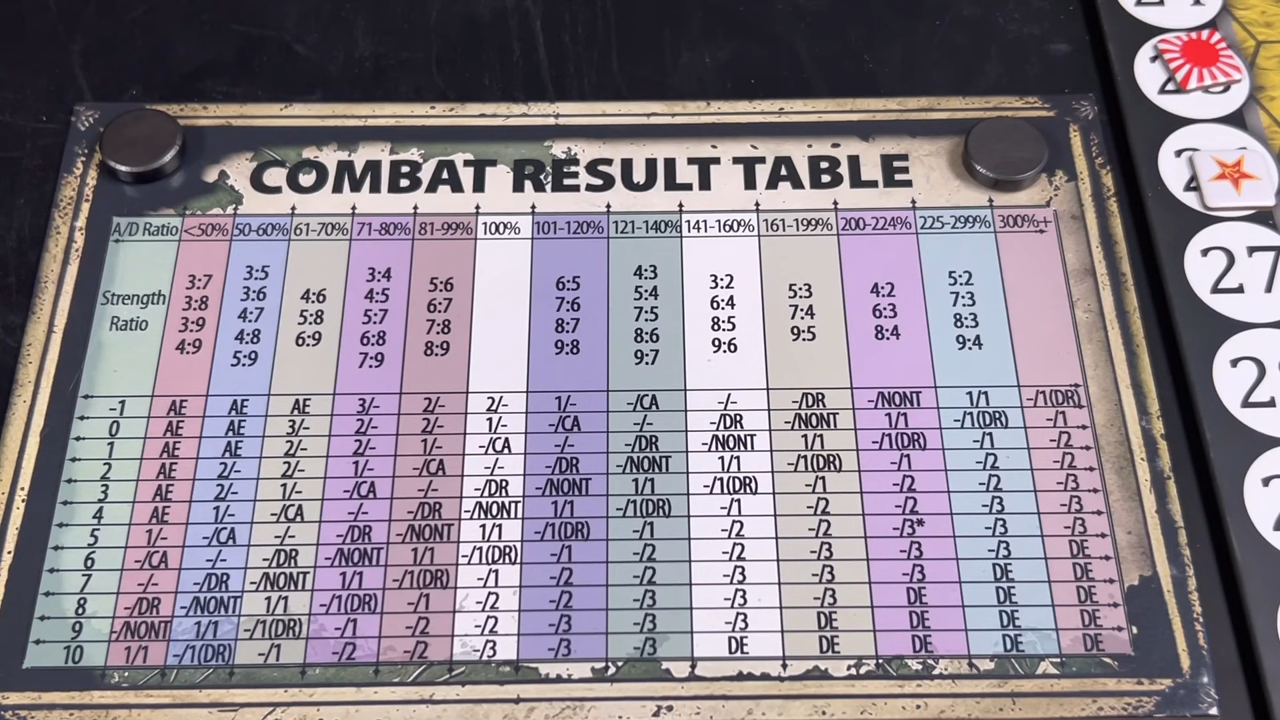 COMBAT RESULT TABLE
A/D Ratio <50% 50-60% 61-70% 71-80% 81-99% 100% 101-120% 121-140% 141-160% 161-199% 200-224% 225-299% 300%+
Strength Ratio
3:7 3:8 3:9 4:9
3:5 3:6 4:7 4:8 5:9
4:6 5:8 6:9
3:4 4:5 5:7 6:8 7:9
5:6 6:7 7:8 8:9
6:5 7:6 8:7 9:8
4:3 5:4 7:5 8:6 9:7
3:2 6:4 8:5 9:6
5:3 7:4 9:5
4:2 6:3 8:4
5:2 7:3 8:3 9:4
-1 AE AE AE 3/- 2/- 2/- 1/- -/CA -/- -/DR -/NONT 1/1 -/1(DR)
0 AE AE 3/- 2/- 2/- 1/- -/CA -/- -/DR -/NONT 1/1 -/1(DR) -/1
1 AE AE 2/- 2/- 1/- -/CA -/- -/DR -/NONT 1/1 -/1(DR) -/1 -/2
2 AE 2/- 2/- 1/- -/CA -/- -/DR -/NONT 1/1 -/1(DR) -/1 -/2 -/2
3 AE 2/- 1/- -/CA -/- -/DR -/NONT 1/1 -/1(DR) -/1 -/2 -/2 -/3
4 AE 1/- -/CA -/- -/DR -/NONT 1/1 -/1(DR) -/1 -/2 -/2 -/3 -/3
5 1/- -/CA -/- -/DR -/NONT 1/1 -/1(DR) -/1 -/2 -/2 -/3* -/3 -/3
6 -/CA -/- -/DR -/NONT 1/1 -/1(DR) -/1 -/2 -/2 -/3 -/3 -/3 DE
7 -/- -/DR -/NONT 1/1 -/1(DR) -/1 -/2 -/2 -/3 -/3 -/3 DE DE
8 -/DR -/NONT 1/1 -/1(DR) -/1 -/2 -/2 -/3 -/3 -/3 DE DE DE
9 -/NONT 1/1 -/1(DR) -/1 -/2 -/2 -/3 -/3 -/3 DE DE DE DE
10 1/1 -/1(DR) -/1 -/2 -/2 -/3 -/3 -/3 DE DE DE DE DE
27